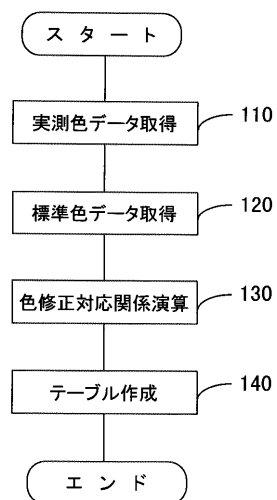 スタート
実測色データ取得 110
標準色データ取得 120
色修正対応関係演算 130
テーブル作成 140
エンド